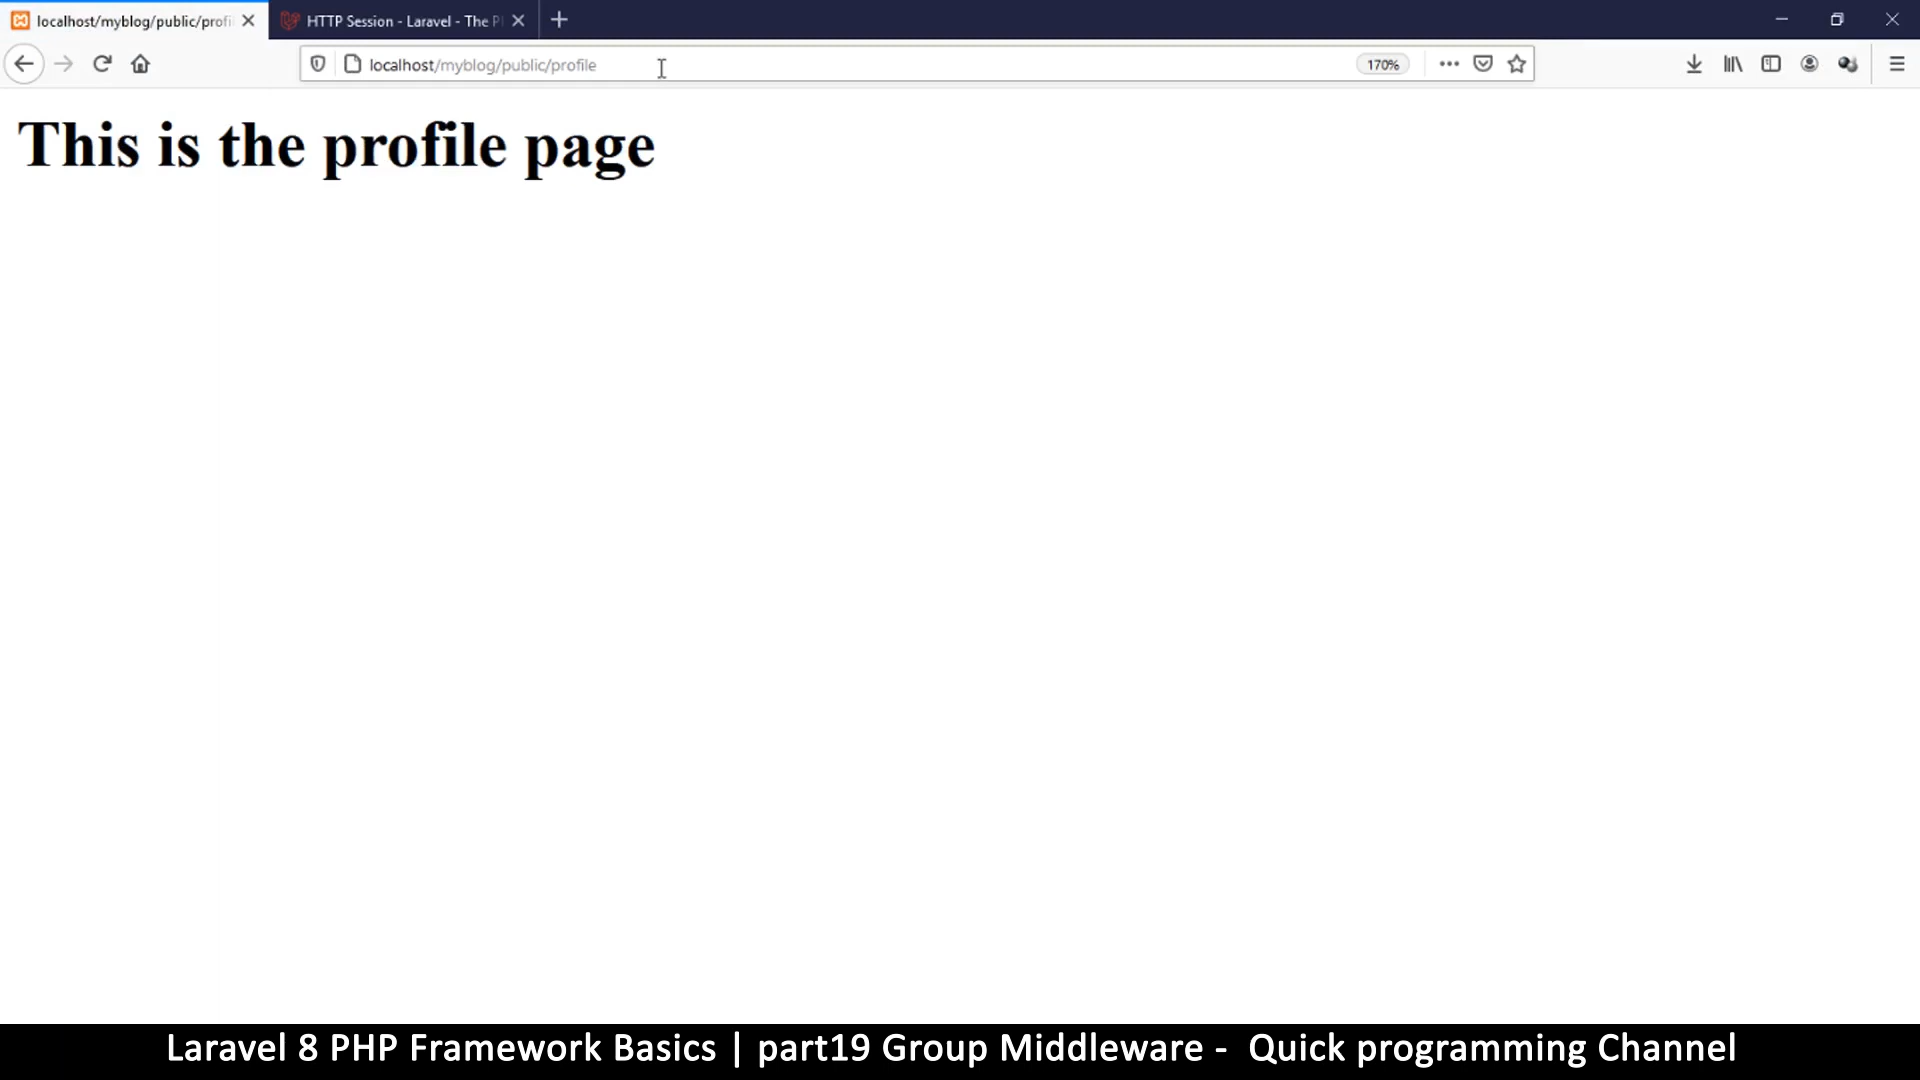 localhost/myblog/public/profi
HTTP Session - Laravel - The P
localhost/myblog/public/profile
170%
This is the profile page
Laravel 8 PHP Framework Basics | part19 Group Middleware - Quick programming Channel